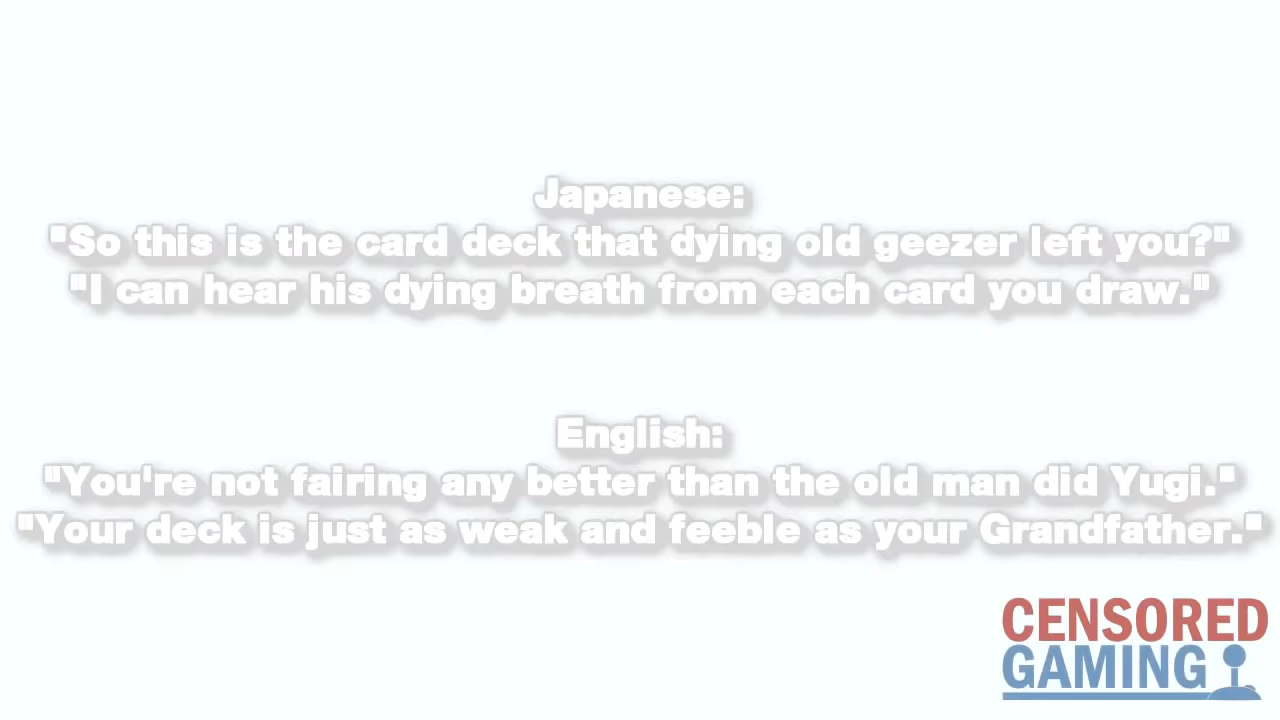 Japanese:
"So this is the card deck that dying old geezer left you?"
"I can hear his dying breath from each card you draw."
English:
"You're not fairing any better than the old man did Yugi."
"Your deck is just as weak and feeble as your Grandfather."
CENSORED
GAMING